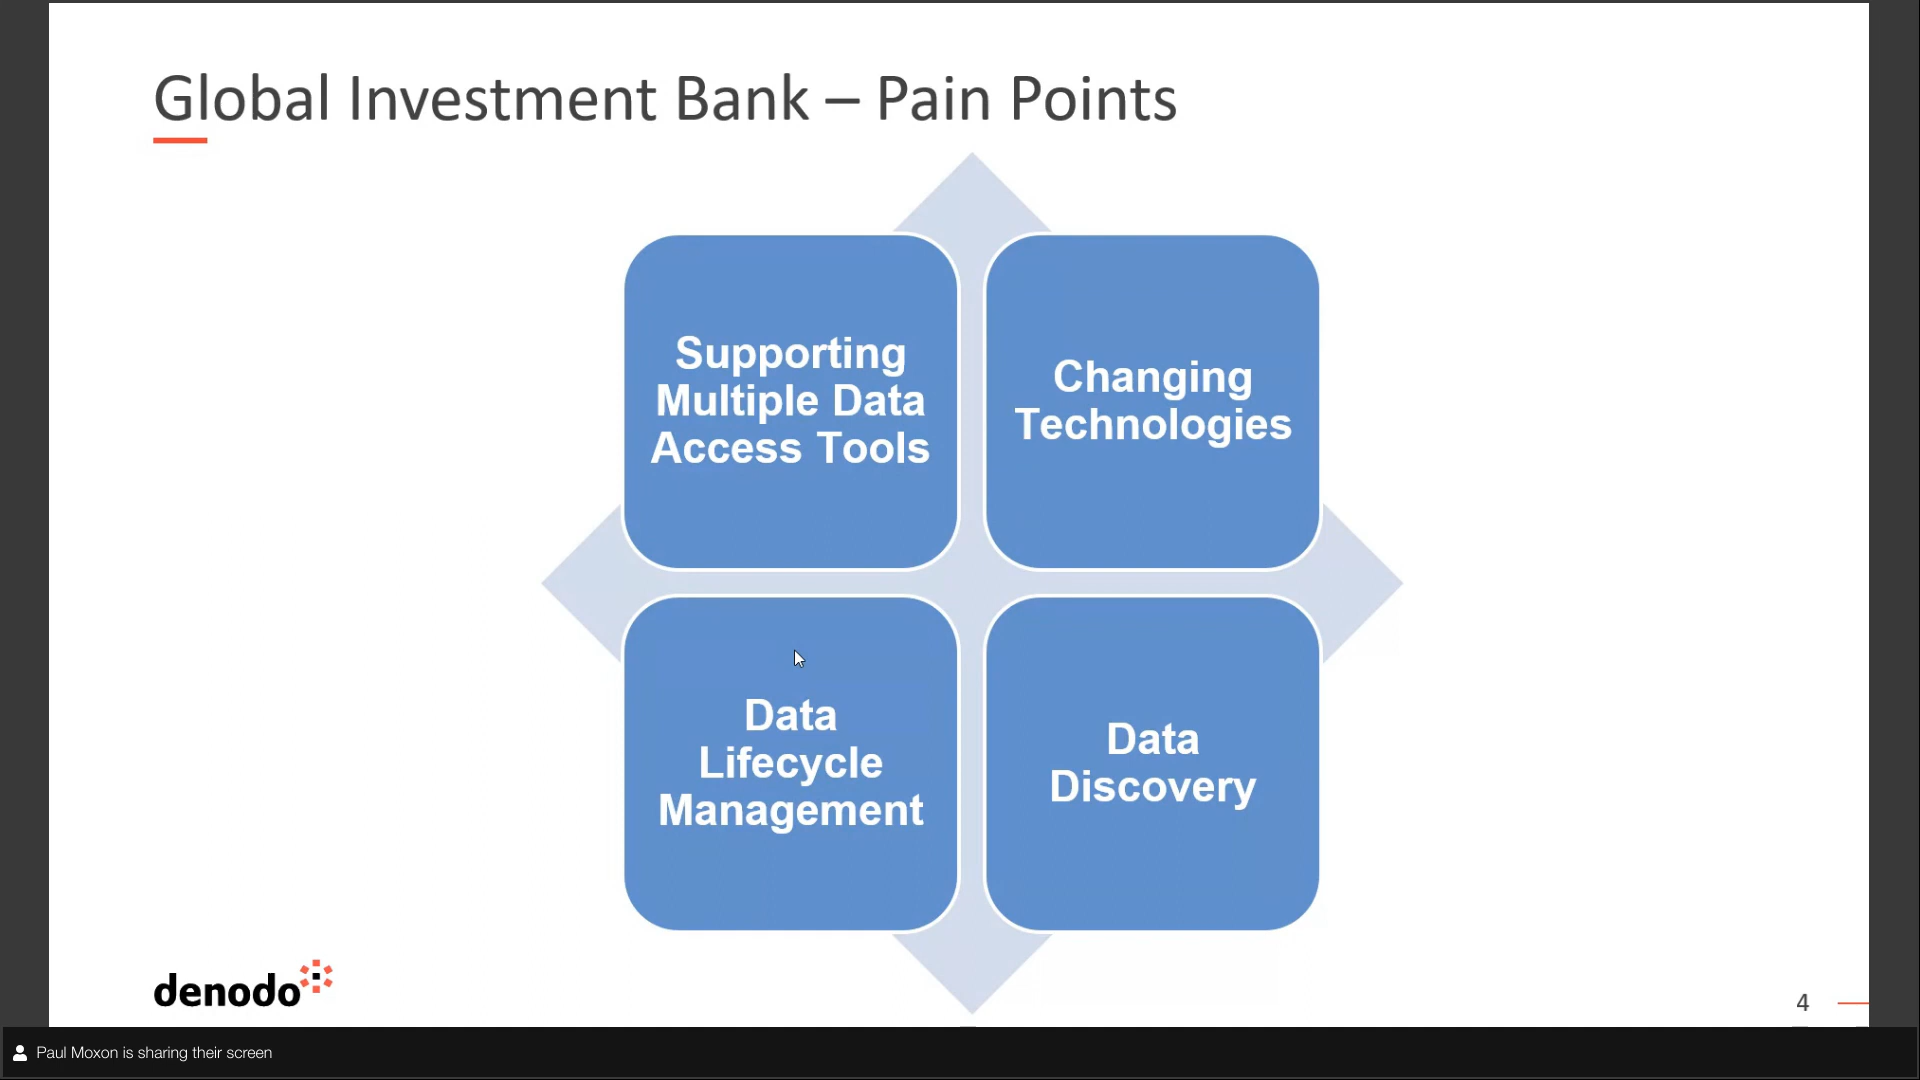 Global Investment Bank – Pain Points
Supporting
Multiple Data
Access Tools
Changing
Technologies
Data
Lifecycle
Management
Data
Discovery
denodo
4
Paul Moxon is sharing their screen